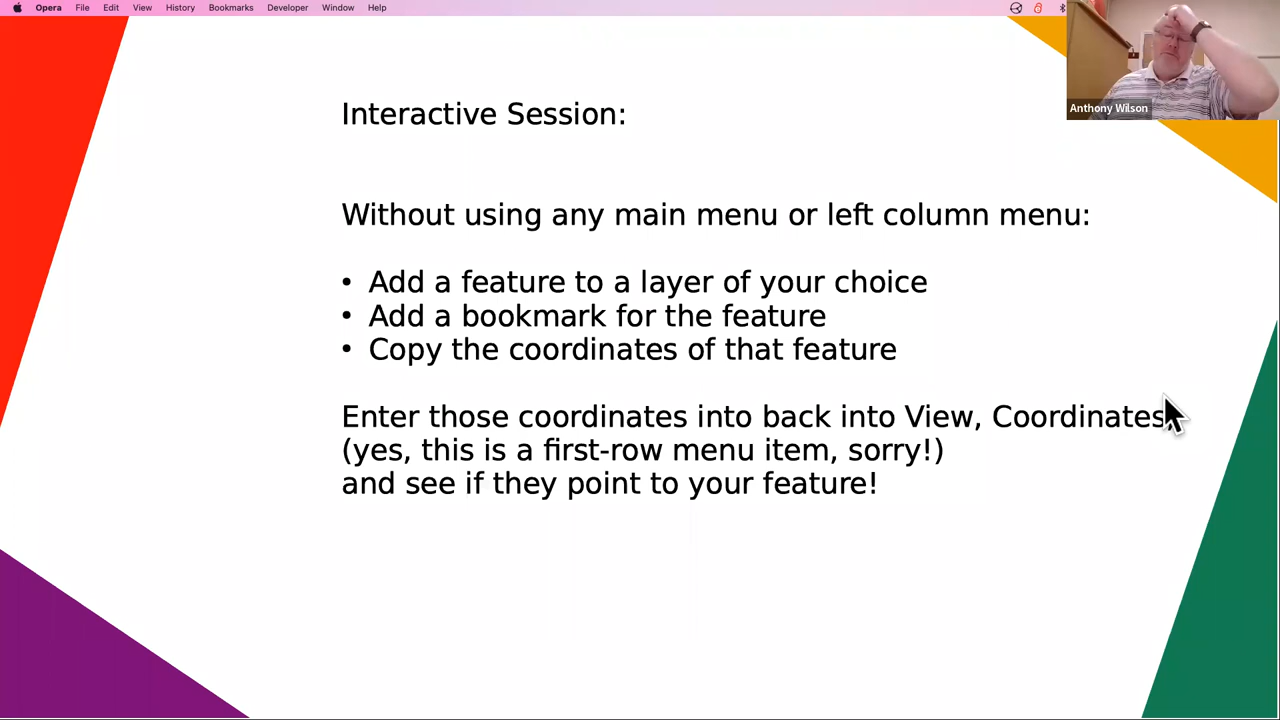 Opera File Edit View History Bookmarks Developer Window Help
Anthony Wilson
Interactive Session:
Without using any main menu or left column menu:
• Add a feature to a layer of your choice
• Add a bookmark for the feature
• Copy the coordinates of that feature
Enter those coordinates into back into View, Coordinates
(yes, this is a first-row menu item, sorry!)
and see if they point to your feature!